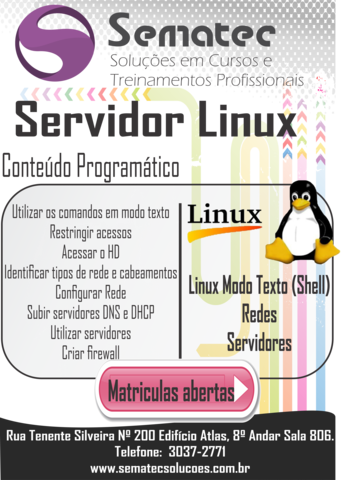 Sematec
Soluções em Cursos e
Treinamentos Profissionais
Servidor Linux
Conteúdo Programático
Utilizar os comandos em modo texto
Restringir acessos
Acessar o HD
Identificar tipos de rede e cabeamentos
Configurar Rede
Subir servidores DNS e DHCP
Utilizar servidores
Criar firewall
Linux
Linux Modo Texto (Shell)
Redes
Servidores
Matriculas abertas
Rua Tenente Silveira Nº 200 Edifício Atlas, 8º Andar Sala 806.
Telefone: 3037-2771
www.sematecsolucoes.com.br